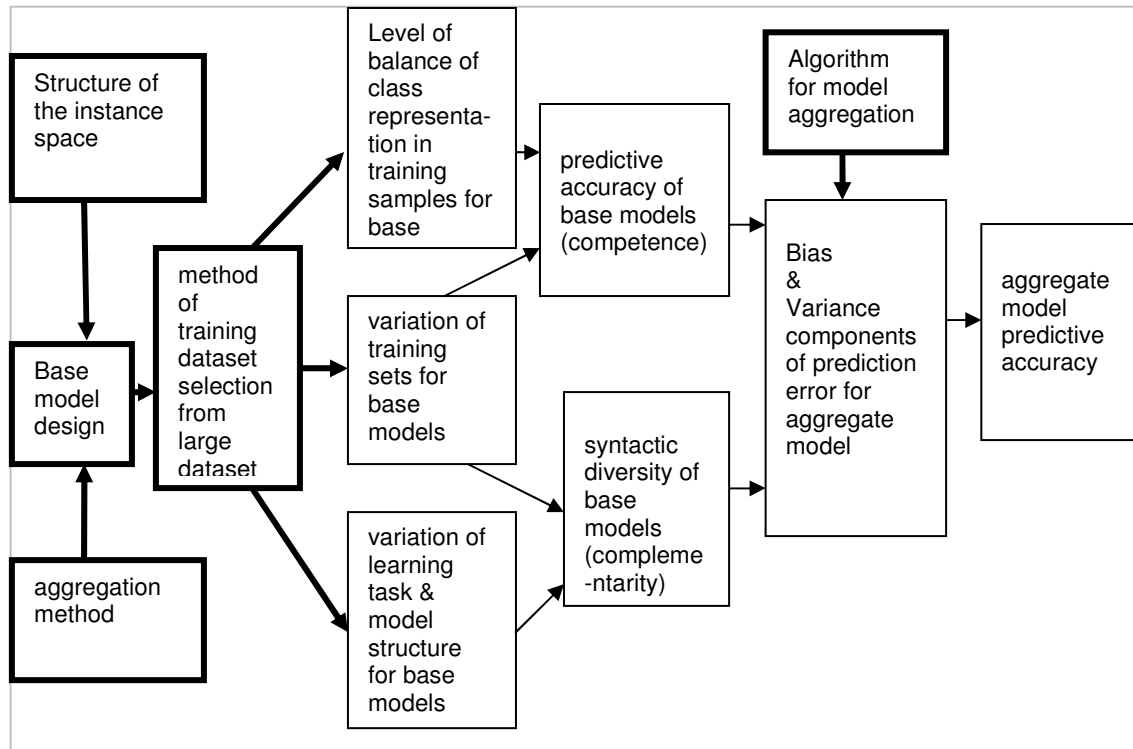 Structure of
the instance
space
Base
model
design
aggregation
method
method
of
training
dataset
selection
from
large
dataset
Level of
balance of
class
representa-
tion in
training
samples for
base
variation of
training
sets for
base
models
variation of
learning
task &
model
structure
for base
models
predictive
accuracy of
base models
(competence)
syntactic
diversity of
base
models
(compleme
-ntarity)
Algorithm
for model
aggregation
Bias
&
Variance
components
of prediction
error for
aggregate
model
aggregate
model
predictive
accuracy